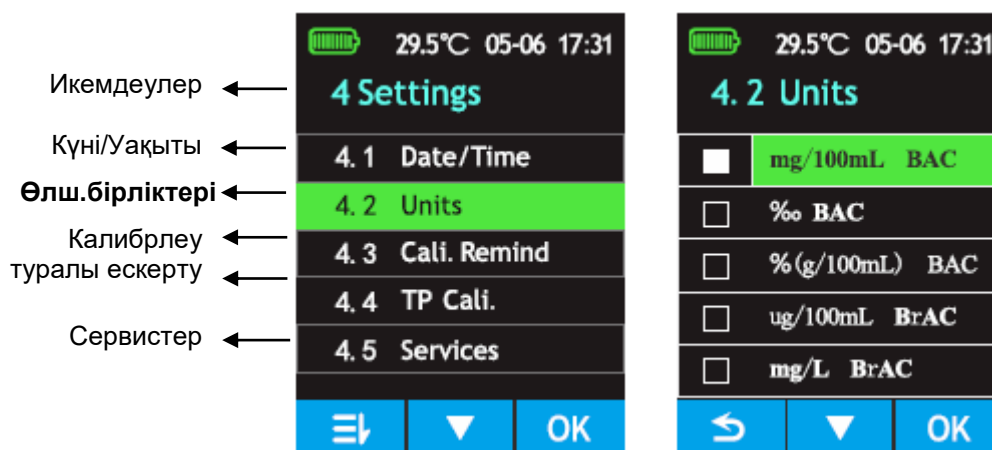 Икемдеулер
Күні/Уақыты
Өлш.бірліктері
Калибрлеу
туралы ескерту
Сервистер
29.5℃ 05-06 17:31
4 Settings
4. 1 Date/Time
4. 2 Units
4. 3 Cali. Remind
4. 4 TP Cali.
4. 5 Services
OK
29.5℃ 05-06 17:31
4. 2 Units
mg/100mL BAC
‰ BAC
%(g/100mL) BAC
ug/100mL BrAC
mg/L BrAC
OK